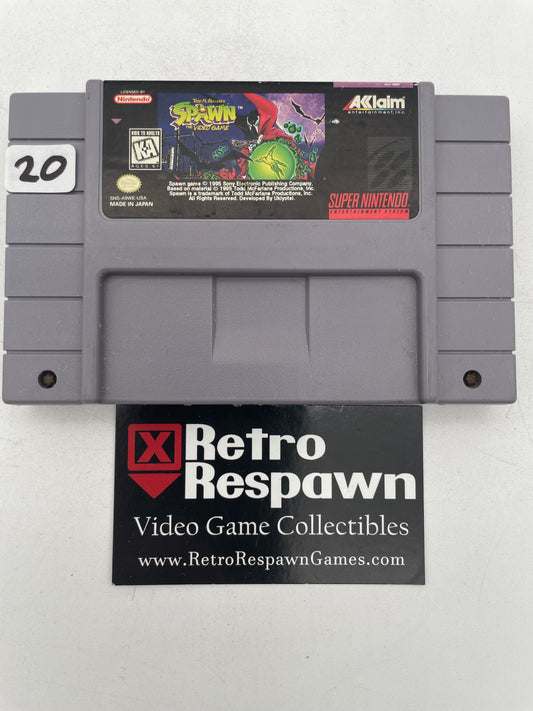 20
LICENSED BY
Nintendo
TODD McFARLANE'S
SPAWN™
THE VIDEO GAME
AKklaim
entertainment, inc.
KIDS TO ADULTS
K-A
AGES 6+
SNS-A9WE-USA
MADE IN JAPAN
Spawn game © 1995 Sony Electronic Publishing Company.
Based on material © 1995 Todd McFarlane Productions, Inc.
Spawn is a trademark of Todd McFarlane Productions, Inc.
All Rights Reserved. Developed By Ukiyotei.
SUPER NINTENDO
ENTERTAINMENT SYSTEM
X Retro
Respawn
Video Game Collectibles
www.RetroRespawnGames.com